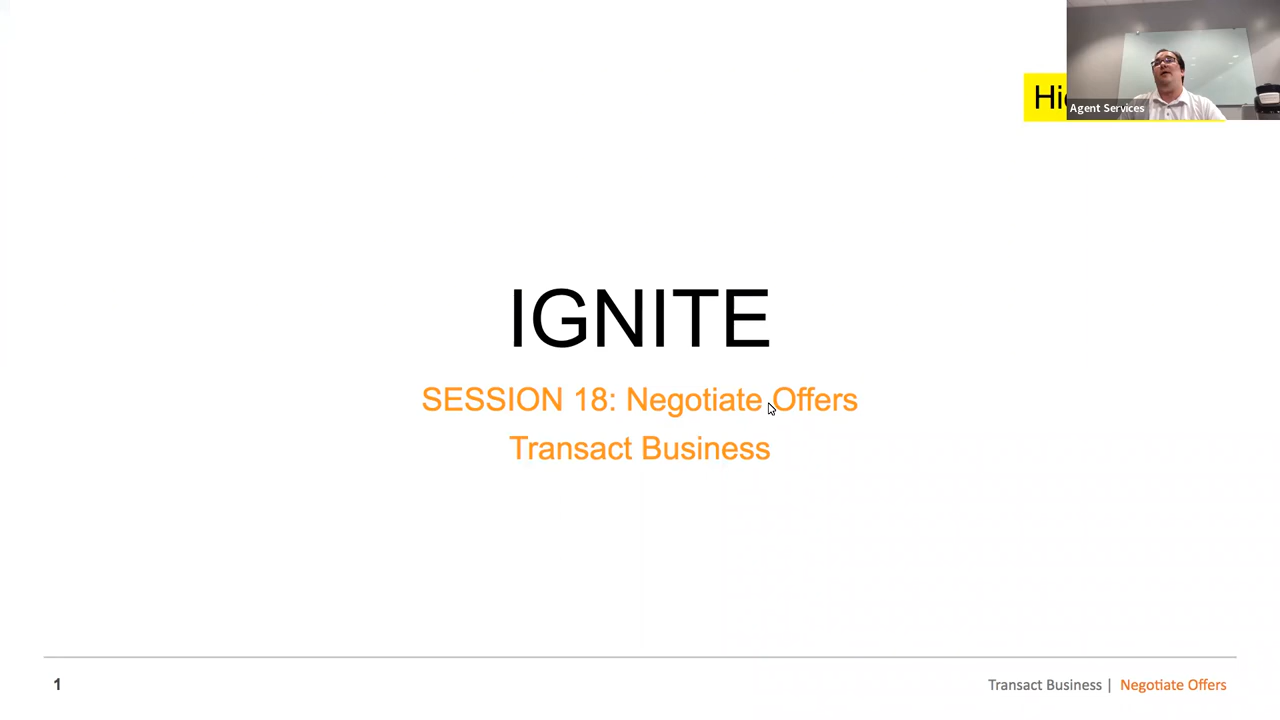 Agent Services
IGNITE
SESSION 18: Negotiate Offers
Transact Business
1
Transact Business | Negotiate Offers